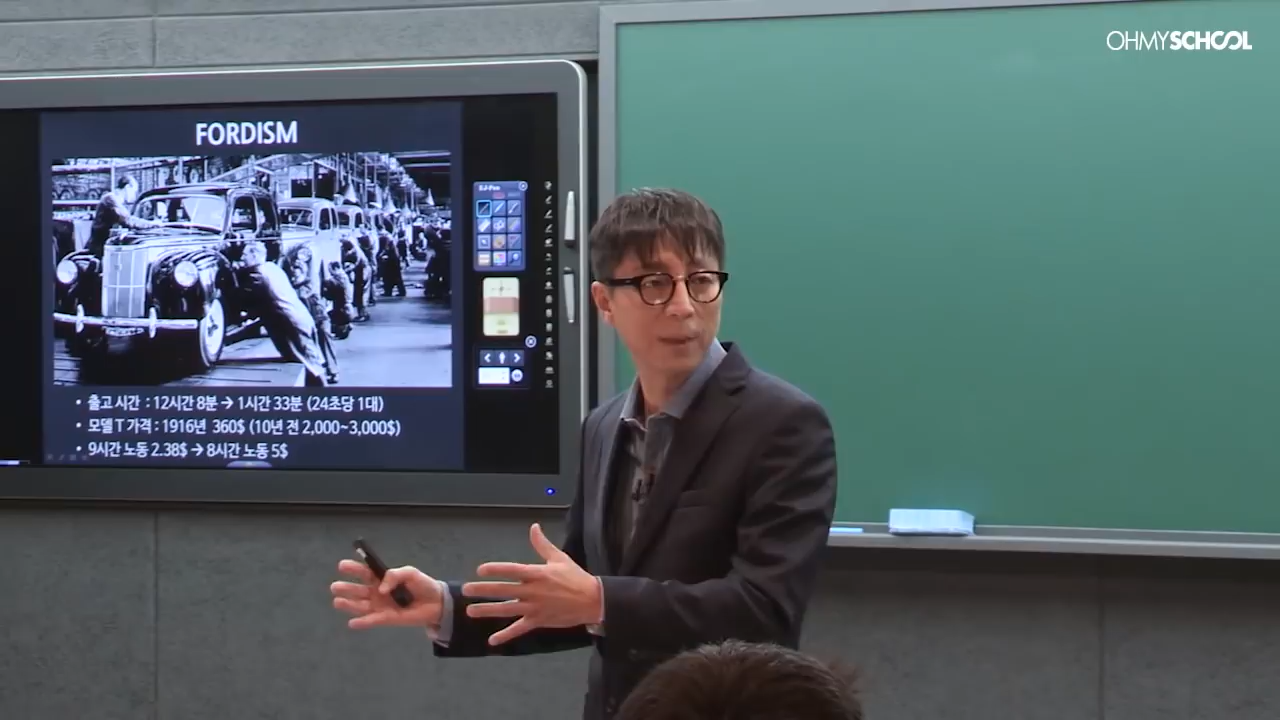 OHMYSCHOOL
FORDISM
EJ-Pen
• 출고 시간 : 12시간 8분 → 1시간 33분 (24초당 1대)
• 모델 T 가격 : 1916년 360$ (10년 전 2,000~3,000$)
• 9시간 노동 2.38$ → 8시간 노동 5$